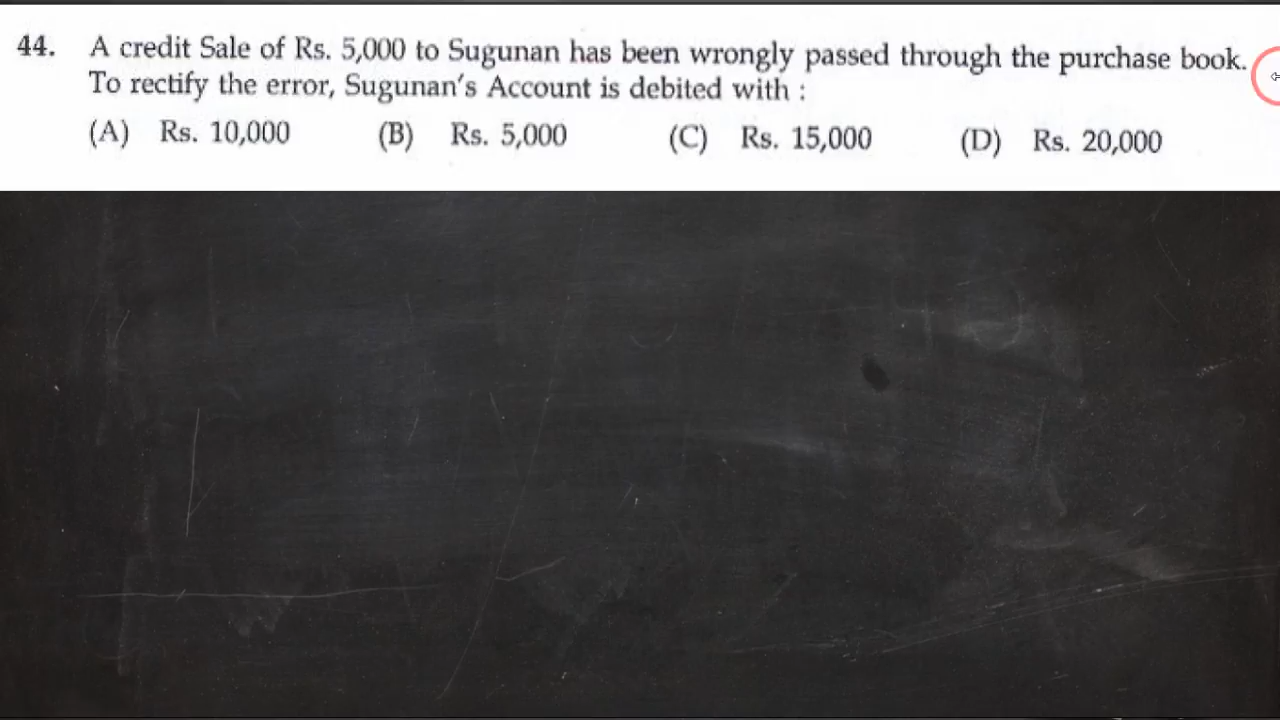 44. A credit Sale of Rs. 5,000 to Sugunan has been wrongly passed through the purchase book.
To rectify the error, Sugunan's Account is debited with :
(A) Rs. 10,000 (B) Rs. 5,000 (C) Rs. 15,000 (D) Rs. 20,000